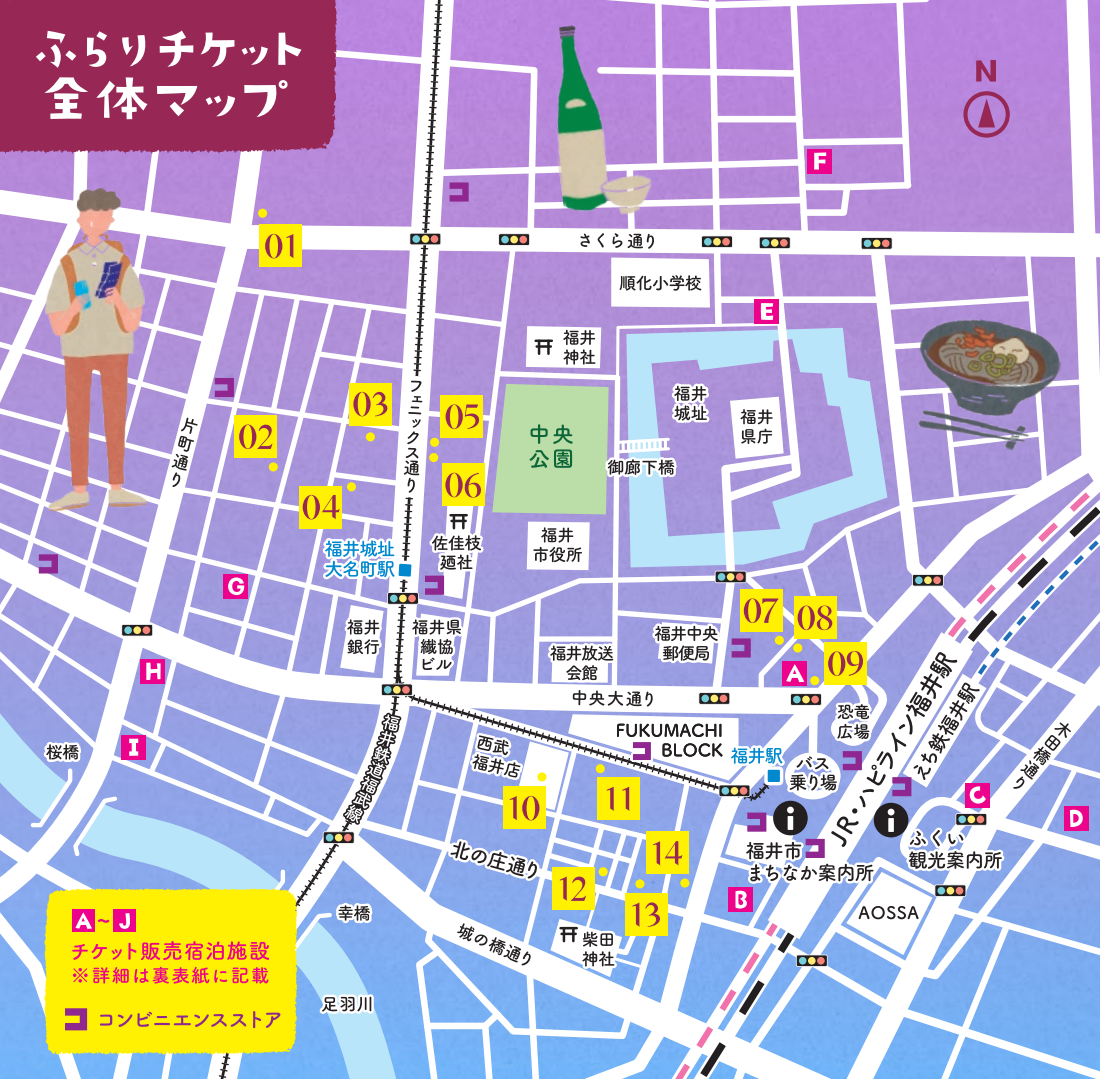 ふらりチケット
全体マップ
N
F
01
さくら通り
順化小学校
E
福井
神社
福井
城址
福井
県庁
片町通り
フェニックス通り
02
03
04
05
06
中央
公園
御廊下橋
福井
市役所
佐佳枝
廼社
福井城址
大名町駅
G
福井
銀行
福井県
繊協
ビル
福井放送
会館
福井中央
郵便局
07
08
09
A
H
中央大通り
恐竜
広場
I
桜橋
福井鉄道福武線
西武
福井店
FUKUMACHI
BLOCK
福井駅
バス
乗り場
JR・ハピライン福井駅
えち鉄福井駅
木田橋通り
C
D
10
11
i
i
ふくい
観光案内所
福井市
まちなか案内所
北の庄通り
12
13
14
B
AOSSA
幸橋
城の橋通り
柴田
神社
足羽川
A~J
チケット販売宿泊施設
※詳細は裏表紙に記載
コンビニエンスストア